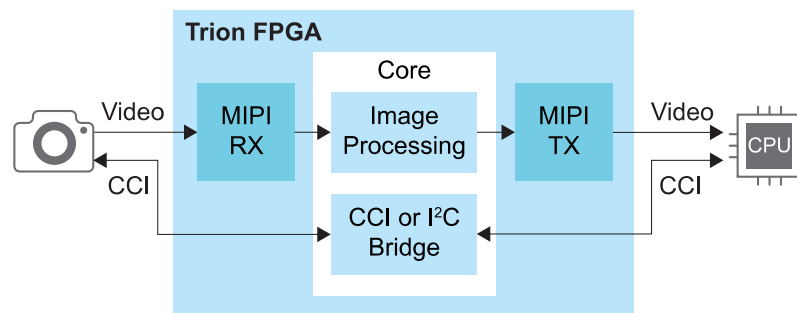 Trion FPGA
Core
Video
MIPI
RX
Image
Processing
MIPI
TX
Video
CPU
CCI
CCI or I²C
Bridge
CCI